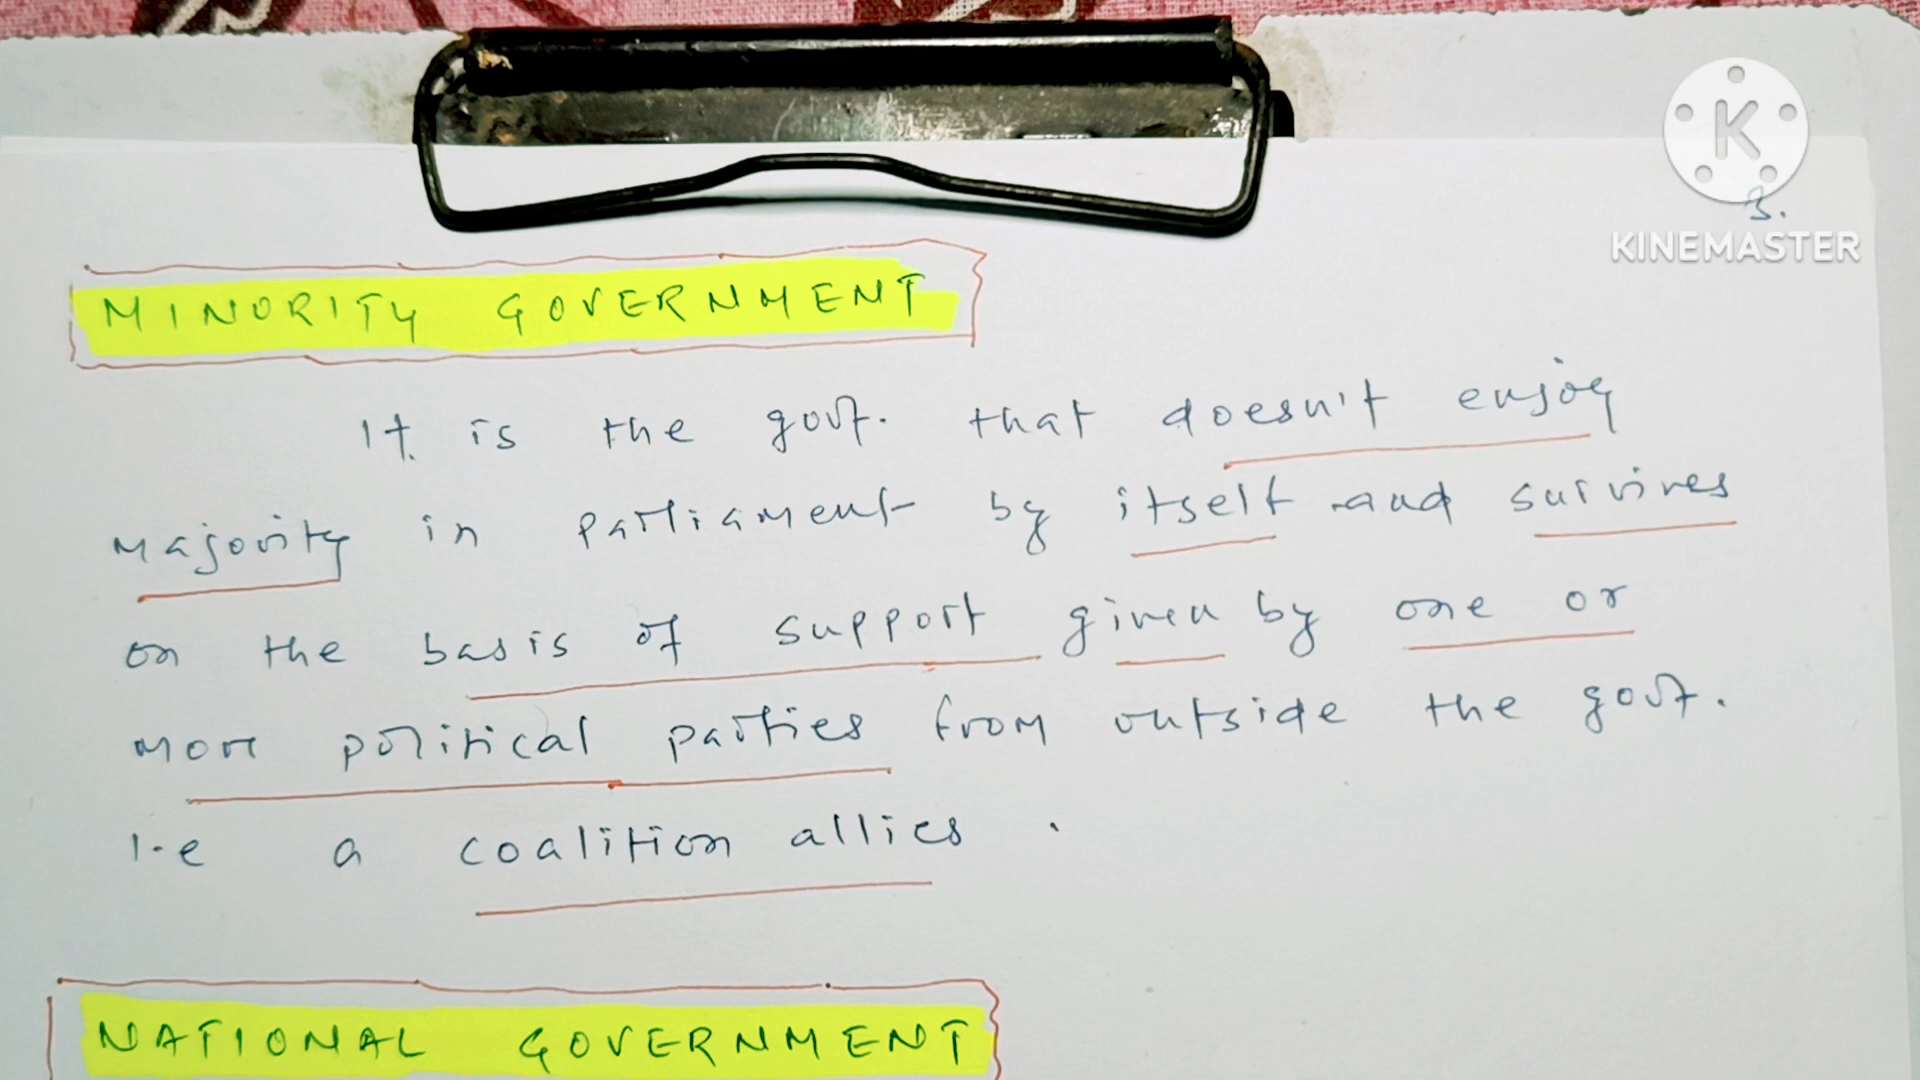 3.
KINEMASTER
MINORITY GOVERNMENT
It is the govt. that doesn't enjoy
majority in parliament by itself and survives
on the basis of support given by one or
more political parties from outside the govt.
I.e a coalition allies .
NATIONAL GOVERNMENT